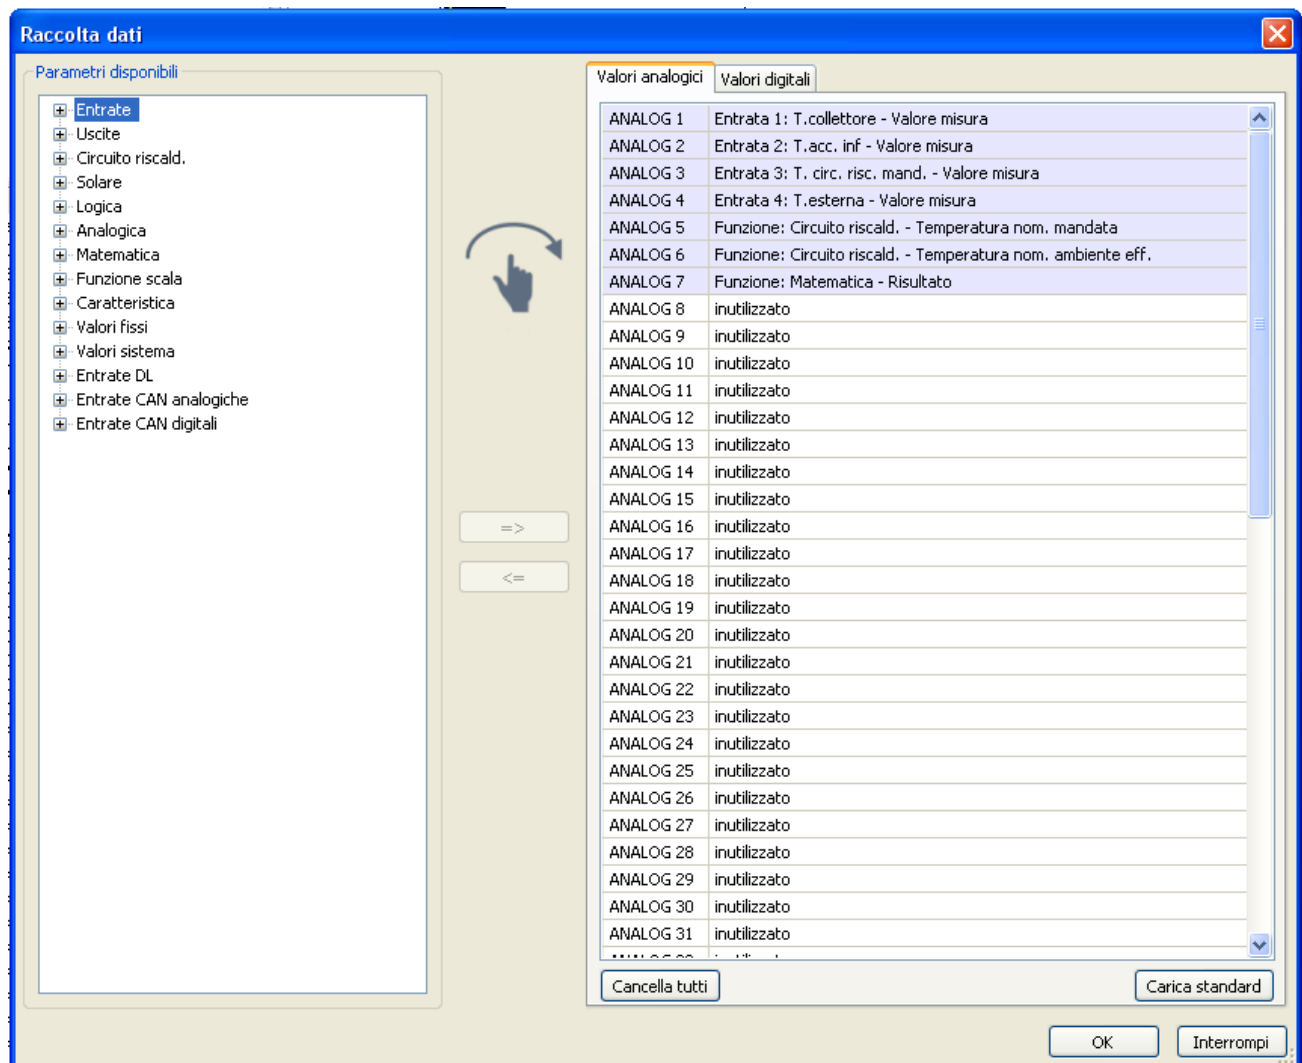 Raccolta dati
Parametri disponibili
Entrate
Uscite
Circuito riscald.
Solare
Logica
Analogica
Matematica
Funzione scala
Caratteristica
Valori fissi
Valori sistema
Entrate DL
Entrate CAN analogiche
Entrate CAN digitali
=>
<=
Valori analogici Valori digitali
ANALOG 1 Entrata 1: T.collettore - Valore misura
ANALOG 2 Entrata 2: T.acc. inf - Valore misura
ANALOG 3 Entrata 3: T. circ. risc. mand. - Valore misura
ANALOG 4 Entrata 4: T.esterna - Valore misura
ANALOG 5 Funzione: Circuito riscald. - Temperatura nom. mandata
ANALOG 6 Funzione: Circuito riscald. - Temperatura nom. ambiente eff.
ANALOG 7 Funzione: Matematica - Risultato
ANALOG 8 inutilizzato
ANALOG 9 inutilizzato
ANALOG 10 inutilizzato
ANALOG 11 inutilizzato
ANALOG 12 inutilizzato
ANALOG 13 inutilizzato
ANALOG 14 inutilizzato
ANALOG 15 inutilizzato
ANALOG 16 inutilizzato
ANALOG 17 inutilizzato
ANALOG 18 inutilizzato
ANALOG 19 inutilizzato
ANALOG 20 inutilizzato
ANALOG 21 inutilizzato
ANALOG 22 inutilizzato
ANALOG 23 inutilizzato
ANALOG 24 inutilizzato
ANALOG 25 inutilizzato
ANALOG 26 inutilizzato
ANALOG 27 inutilizzato
ANALOG 28 inutilizzato
ANALOG 29 inutilizzato
ANALOG 30 inutilizzato
ANALOG 31 inutilizzato
Cancella tutti Carica standard
OK Interrompi